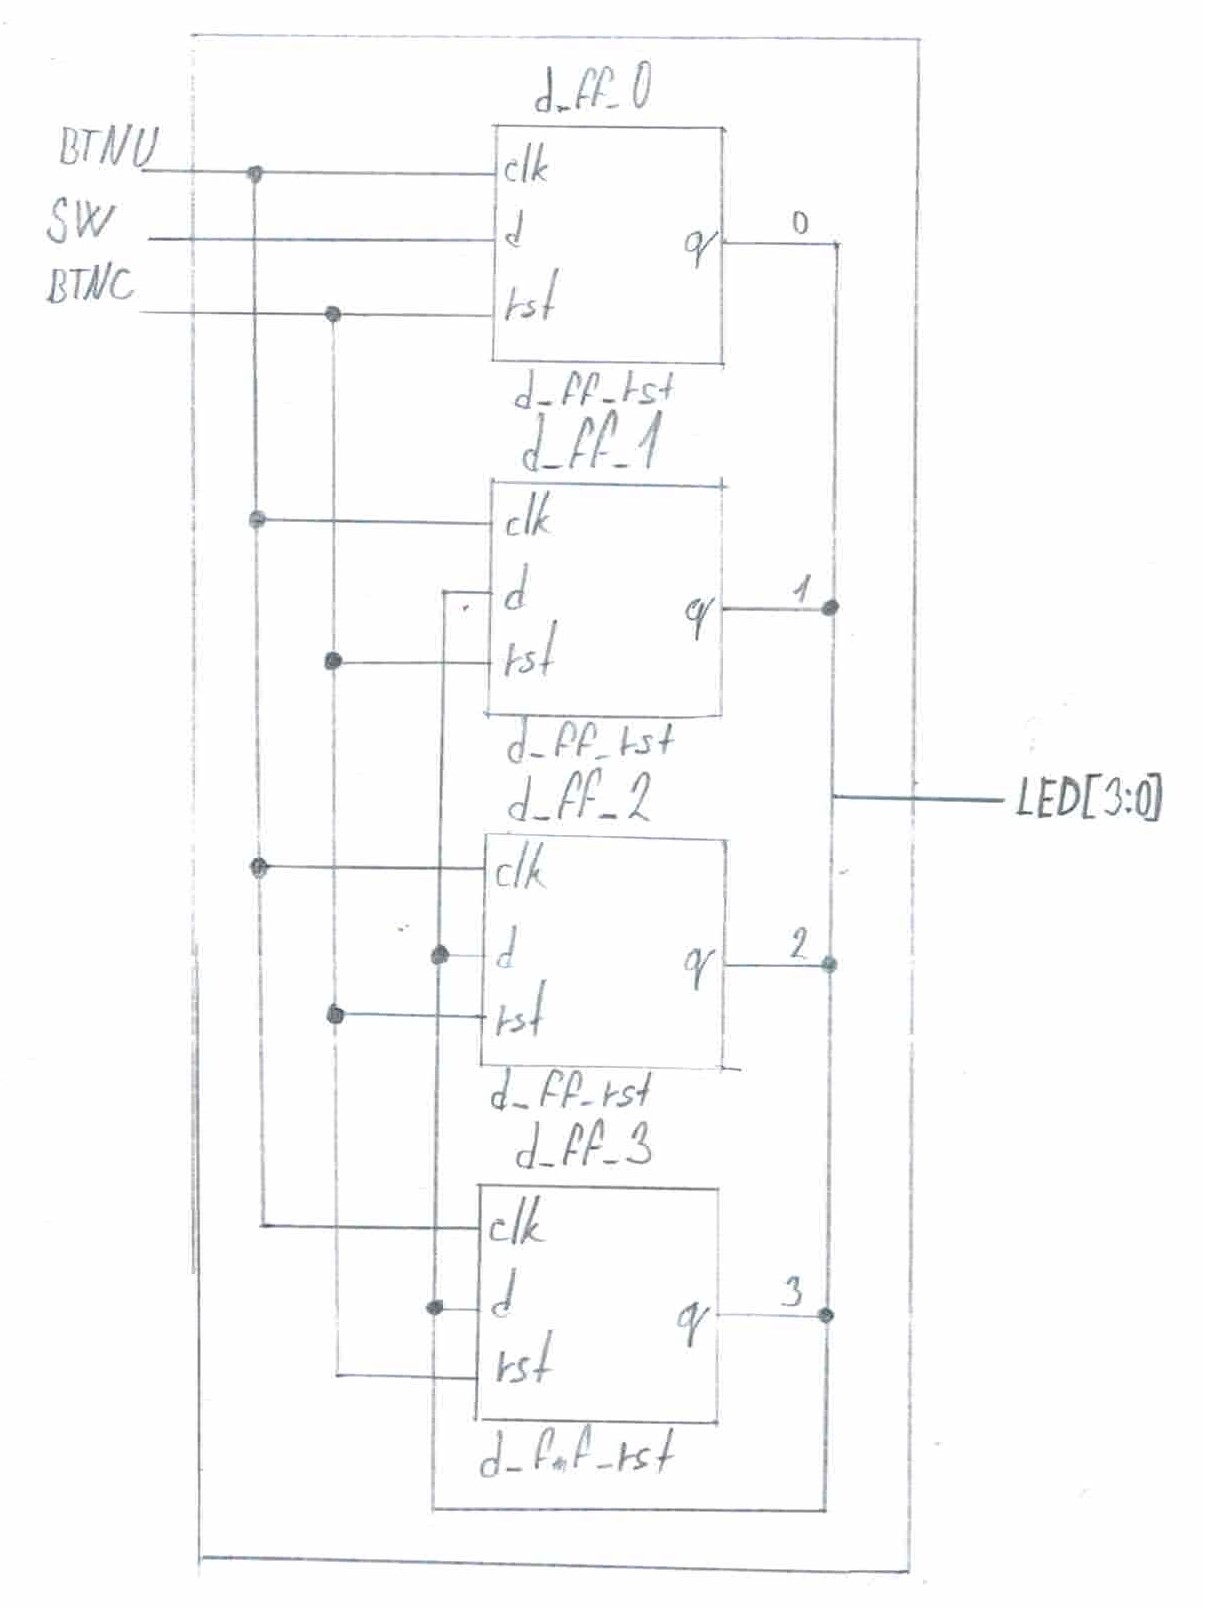 d_ff_0
BTNU
clk
SW
d
q
0
BTNC
rst
d_ff_rst
d_ff_1
clk
d
q
1
rst
d_ff_rst
d_ff_2
LED[3:0]
clk
d
q
2
rst
d_ff_rst
d_ff_3
clk
d
q
3
rst
d_ff_rst